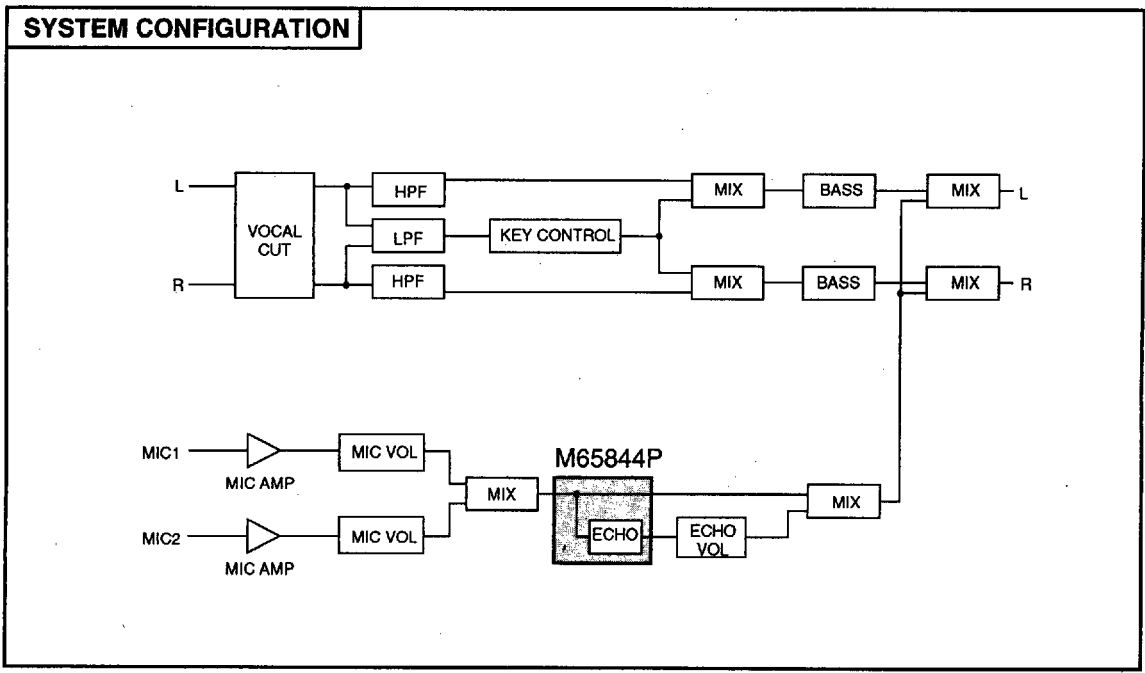 SYSTEM CONFIGURATION
L
VOCAL
CUT
HPF
LPF
KEY CONTROL
MIX
BASS
MIX
L
R
HPF
MIX
BASS
MIX
R
MIC1
MIC AMP
MIC VOL
MIX
M65844P
ECHO
ECHO
VOL
MIX
MIC2
MIC AMP
MIC VOL